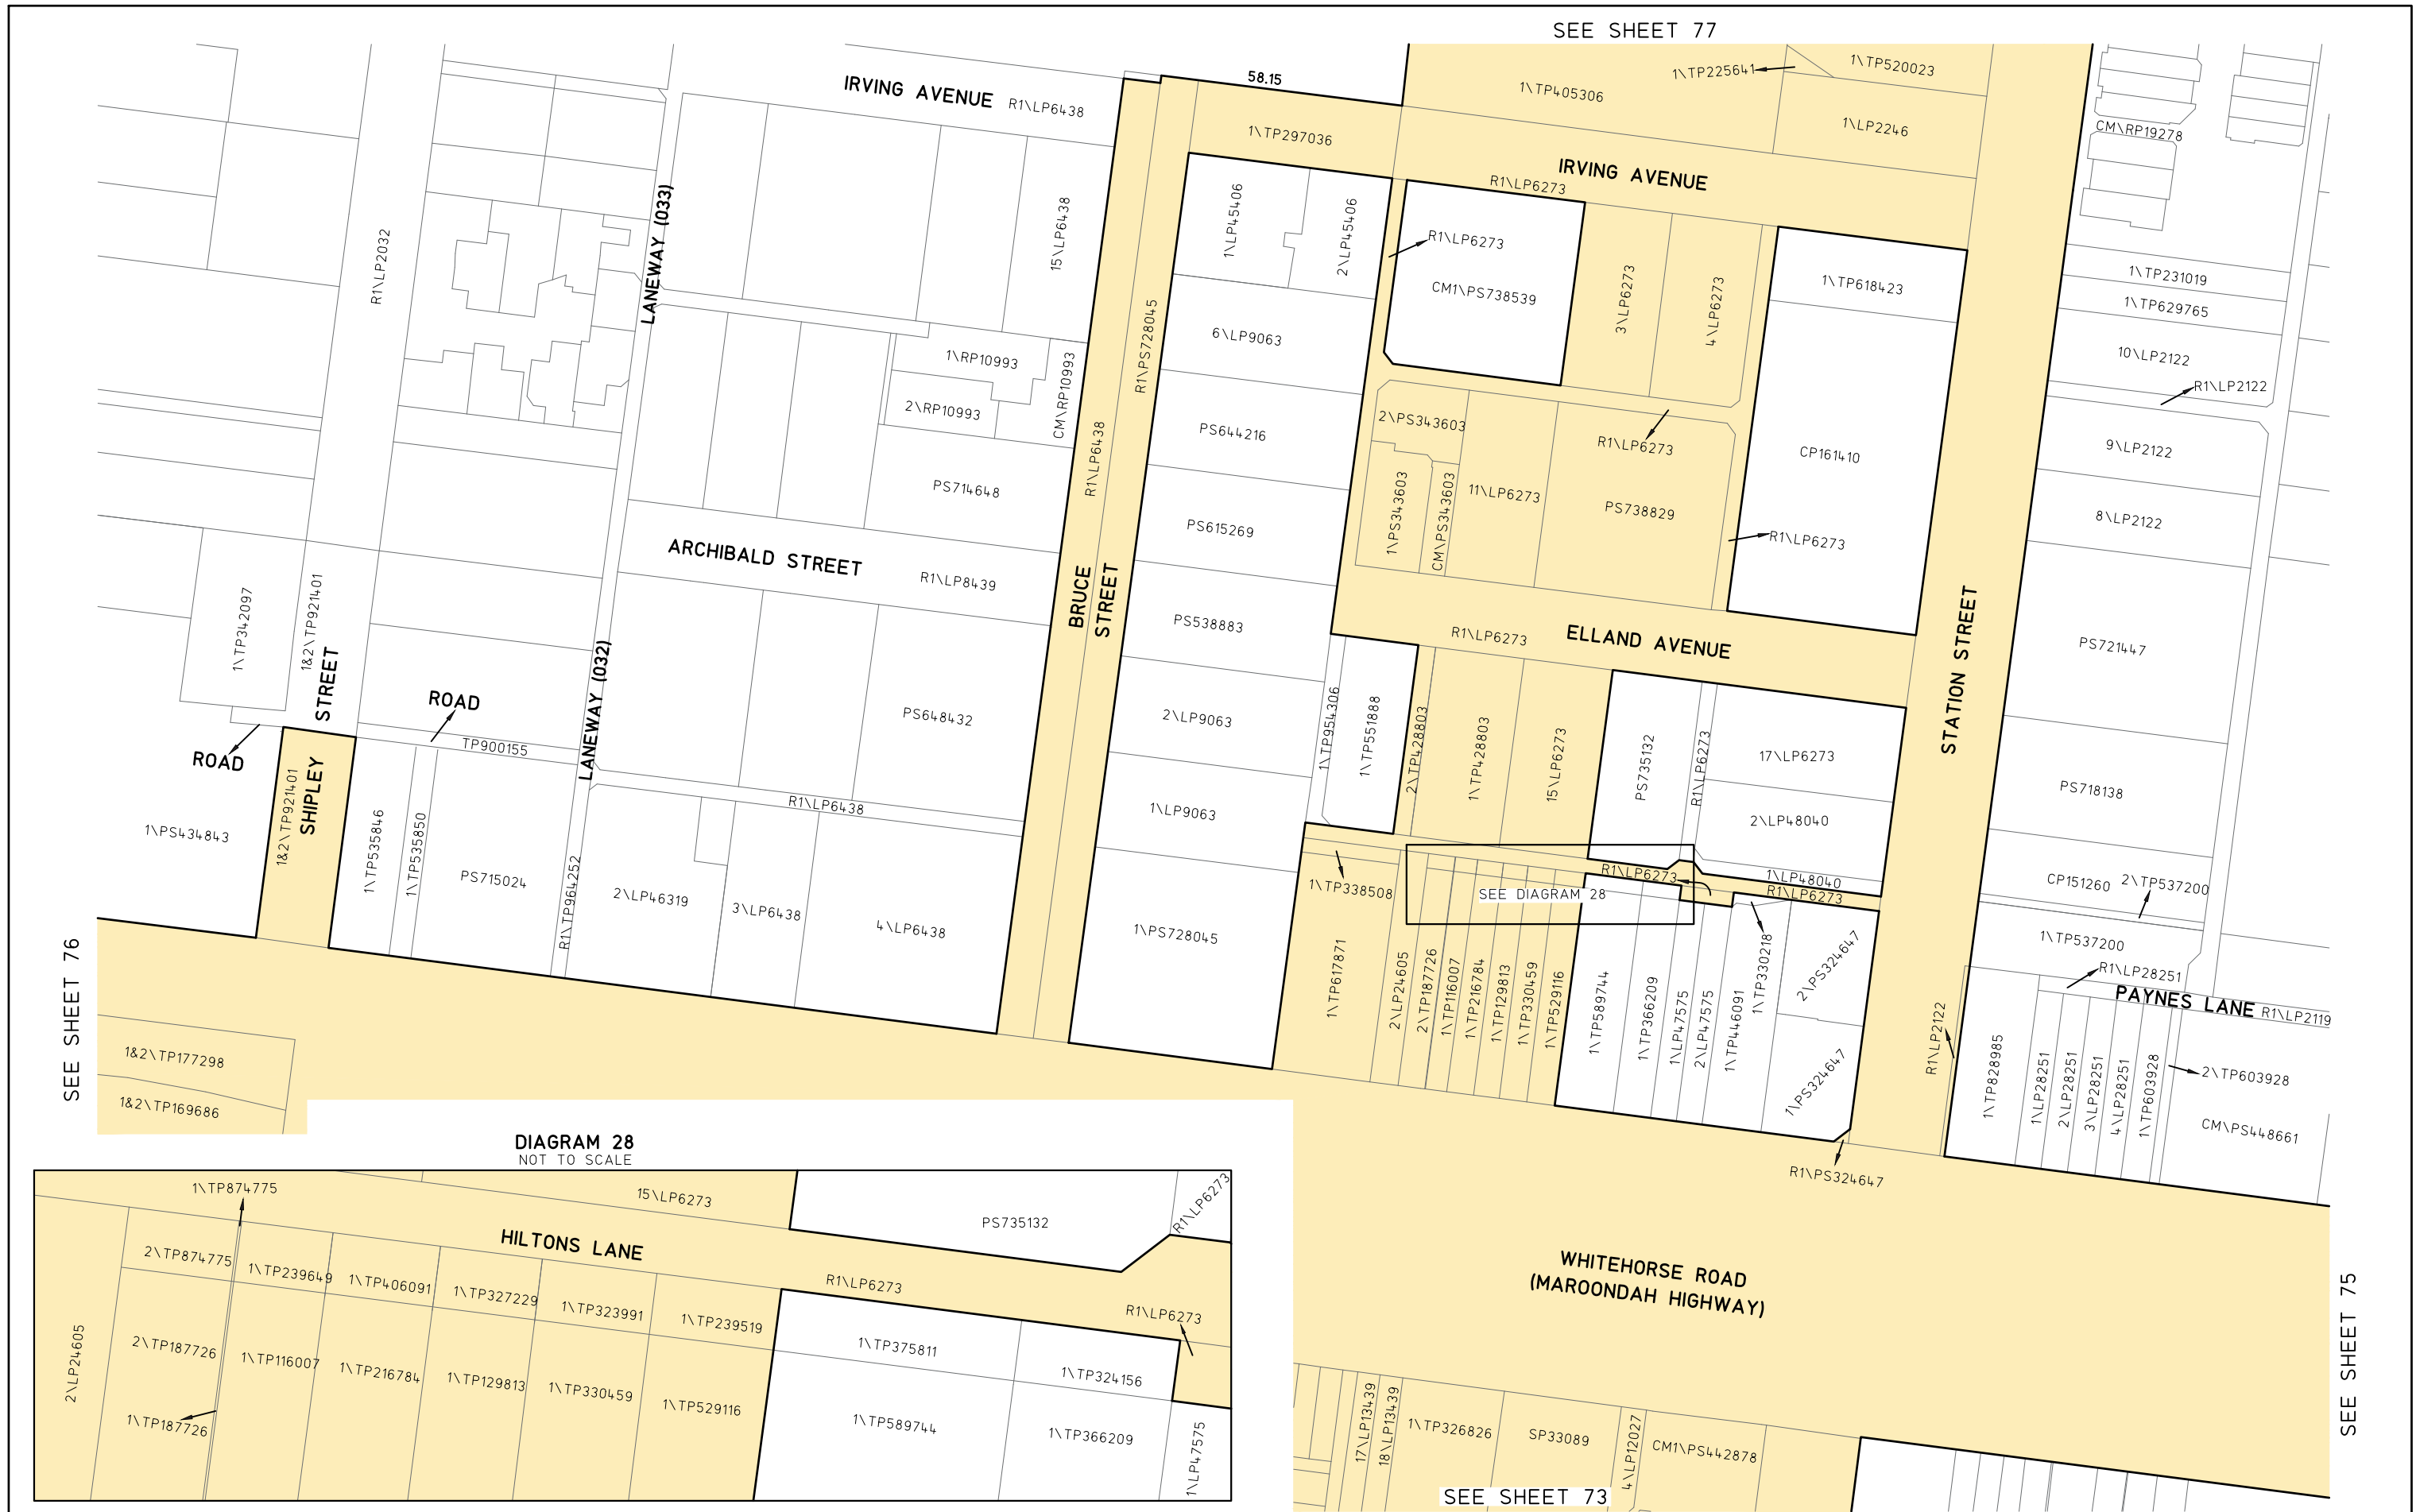 SEE SHEET 77
58.15
1\TP225641
1\TP520023
1\TP405306
1\LP2246
IRVING AVENUE
R1\LP6438
1\TP297036
IRVING AVENUE
R1\LP6273
CM\RP19278
R1\LP2032
LANEWAY (033)
15\LP6438
1\LP45406
2\LP45406
R1\LP6273
CM1\PS738539
3\LP6273
4\LP6273
1\TP618423
1\TP231019
1\TP629765
10\LP2122
R1\LP2122
R1\PS728045
6\LP9063
1\RP10993
2\RP10993
CM\RP10993
R1\LP6438
PS644216
2\PS343603
R1\LP6273
CP161410
9\LP2122
PS714648
1\PS343603
CM\PS343603
11\LP6273
PS738829
R1\LP6273
8\LP2122
PS615269
ARCHIBALD STREET
R1\LP8439
BRUCE
STREET
PS538883
R1\LP6273
ELLAND AVENUE
STATION STREET
PS721447
1\TP342097
1&2\TP921401
STREET
ROAD
LANEWAY (032)
PS648432
2\LP9063
1\TP954306
1\TP551888
2\TP428803
1\TP428803
15\LP6273
PS735132
R1\LP6273
17\LP6273
2\LP48040
PS718138
ROAD
TP900155
1&2\TP921401
SHIPLEY
1\PS434843
R1\LP6438
1\LP9063
1\TP535846
1\TP535850
PS715024
R1\TP964252
2\LP46319
3\LP6438
4\LP6438
1\PS728045
1\TP338508
SEE DIAGRAM 28
R1\LP6273
1\LP48040
R1\LP6273
CP151260
2\TP537200
1\TP537200
R1\LP28251
PAYNES LANE
R1\LP2119
1\TP617871
2\LP24605
2\TP187726
1\TP116007
1\TP216784
1\TP129813
1\TP330459
1\TP529116
1\TP589744
1\TP366209
1\LP47575
2\LP47575
1\TP446091
1\TP330218
2\PS324647
1\PS324647
R1\LP2122
1\TP828985
1\LP28251
2\LP28251
3\LP28251
4\LP28251
1\TP603928
2\TP603928
CM\PS448661
R1\PS324647
SEE SHEET 76
1&2\TP177298
1&2\TP169686
DIAGRAM 28
NOT TO SCALE
1\TP874775
15\LP6273
PS735132
R1\LP6273
HILTONS LANE
2\TP874775
1\TP239649
1\TP406091
1\TP327229
1\TP323991
1\TP239519
R1\LP6273
R1\LP6273
2\LP24605
2\TP187726
1\TP116007
1\TP216784
1\TP129813
1\TP330459
1\TP529116
1\TP375811
1\TP324156
1\TP187726
1\TP589744
1\TP366209
1\LP47575
WHITEHORSE ROAD
(MAROONDAH HIGHWAY)
SEE SHEET 75
17\LP13439
18\LP13439
1\TP326826
SP33089
4\LP12027
CM1\PS442878
SEE SHEET 73